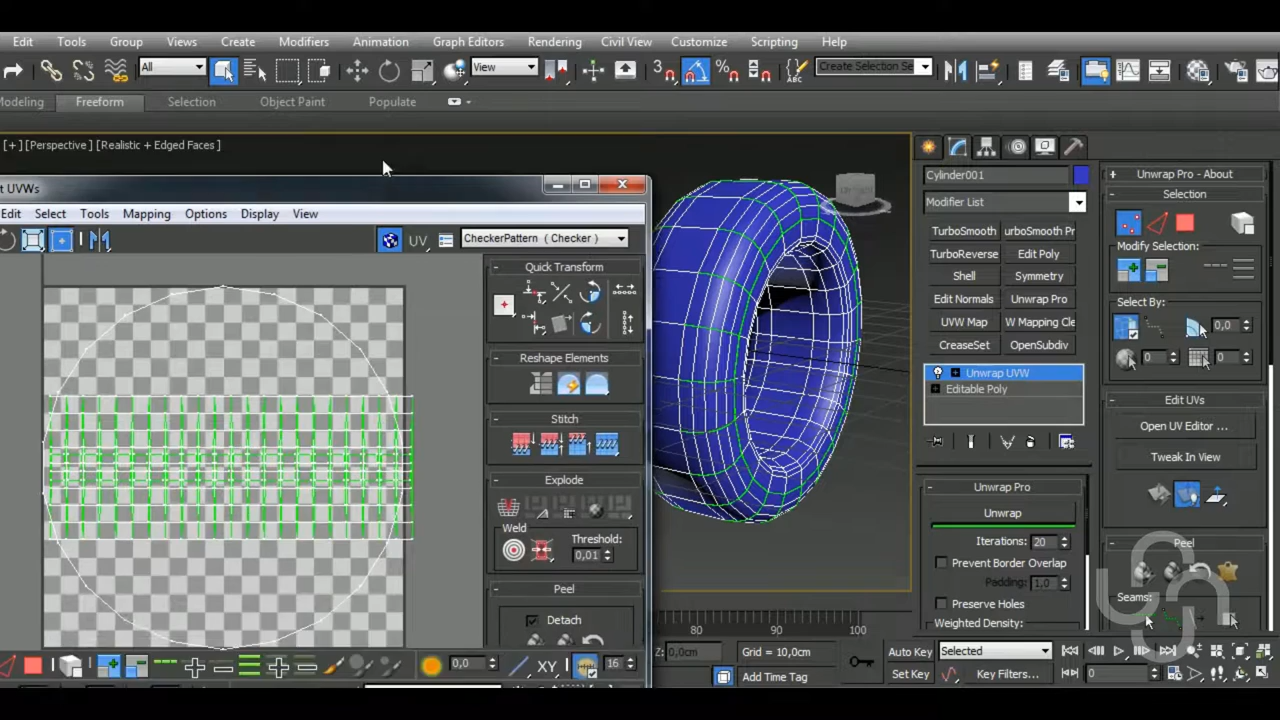 Edit Tools Group Views Create Modifiers Animation Graph Editors Rendering Civil View Customize Scripting Help
All View 3 ABC Create Selection Se
Modeling Freeform Selection Object Paint Populate
[+] [Perspective ] [Realistic + Edged Faces ]
t UVWs
Edit Select Tools Mapping Options Display View
UV CheckerPattern ( Checker )
Quick Transform
Reshape Elements
Stitch
Explode
Weld Threshold:
0,01
Peel
Detach
0,0 XY 16
Cylinder001
Modifier List
TurboSmooth urboSmooth Pr
TurboReverse Edit Poly
Shell Symmetry
Edit Normals Unwrap Pro
UVW Map W Mapping Cle
CreaseSet OpenSubdiv
Unwrap UVW
Editable Poly
Unwrap Pro
Unwrap
Iterations: 20
Prevent Border Overlap
Padding: 1,0
Preserve Holes
Weighted Density:
Unwrap Pro - About
Selection
Modify Selection:
Select By:
0,0
0 0
Edit UVs
Open UV Editor ...
Tweak In View
Peel
Seams:
80 90 100
Z: 0,0cm Grid = 10,0cm Auto Key Selected
Add Time Tag Set Key Key Filters... 0